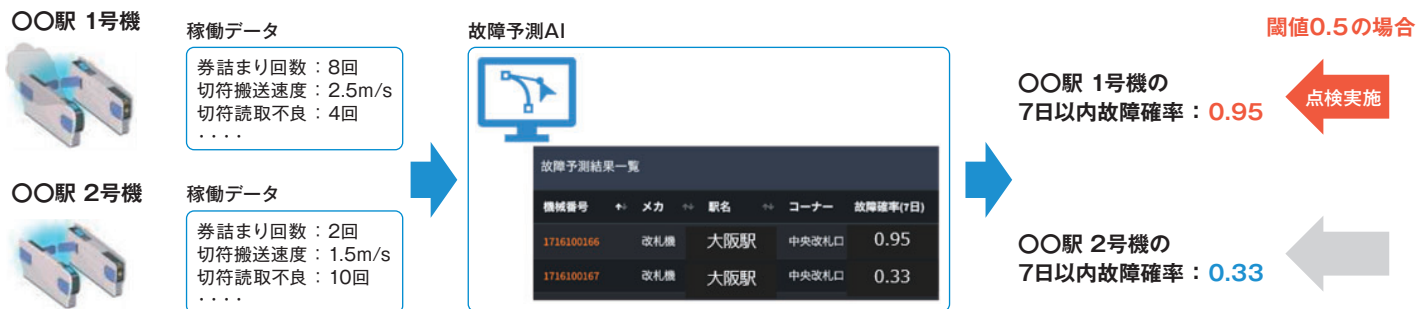 〇〇駅 1号機
稼働データ
券詰まり回数:8回
切符搬送速度:2.5m/s
切符読取不良:4回
・・・・
〇〇駅 2号機
稼働データ
券詰まり回数:2回
切符搬送速度:1.5m/s
切符読取不良:10回
・・・・
故障予測AI
故障予測結果一覧
機械番号 メカ 駅名 コーナー 故障確率(7日)
1716100166 改札機 大阪駅 中央改札口 0.95
1716100167 改札機 大阪駅 中央改札口 0.33
閾値0.5の場合
〇〇駅 1号機の
7日以内故障確率:0.95
点検実施
〇〇駅 2号機の
7日以内故障確率:0.33